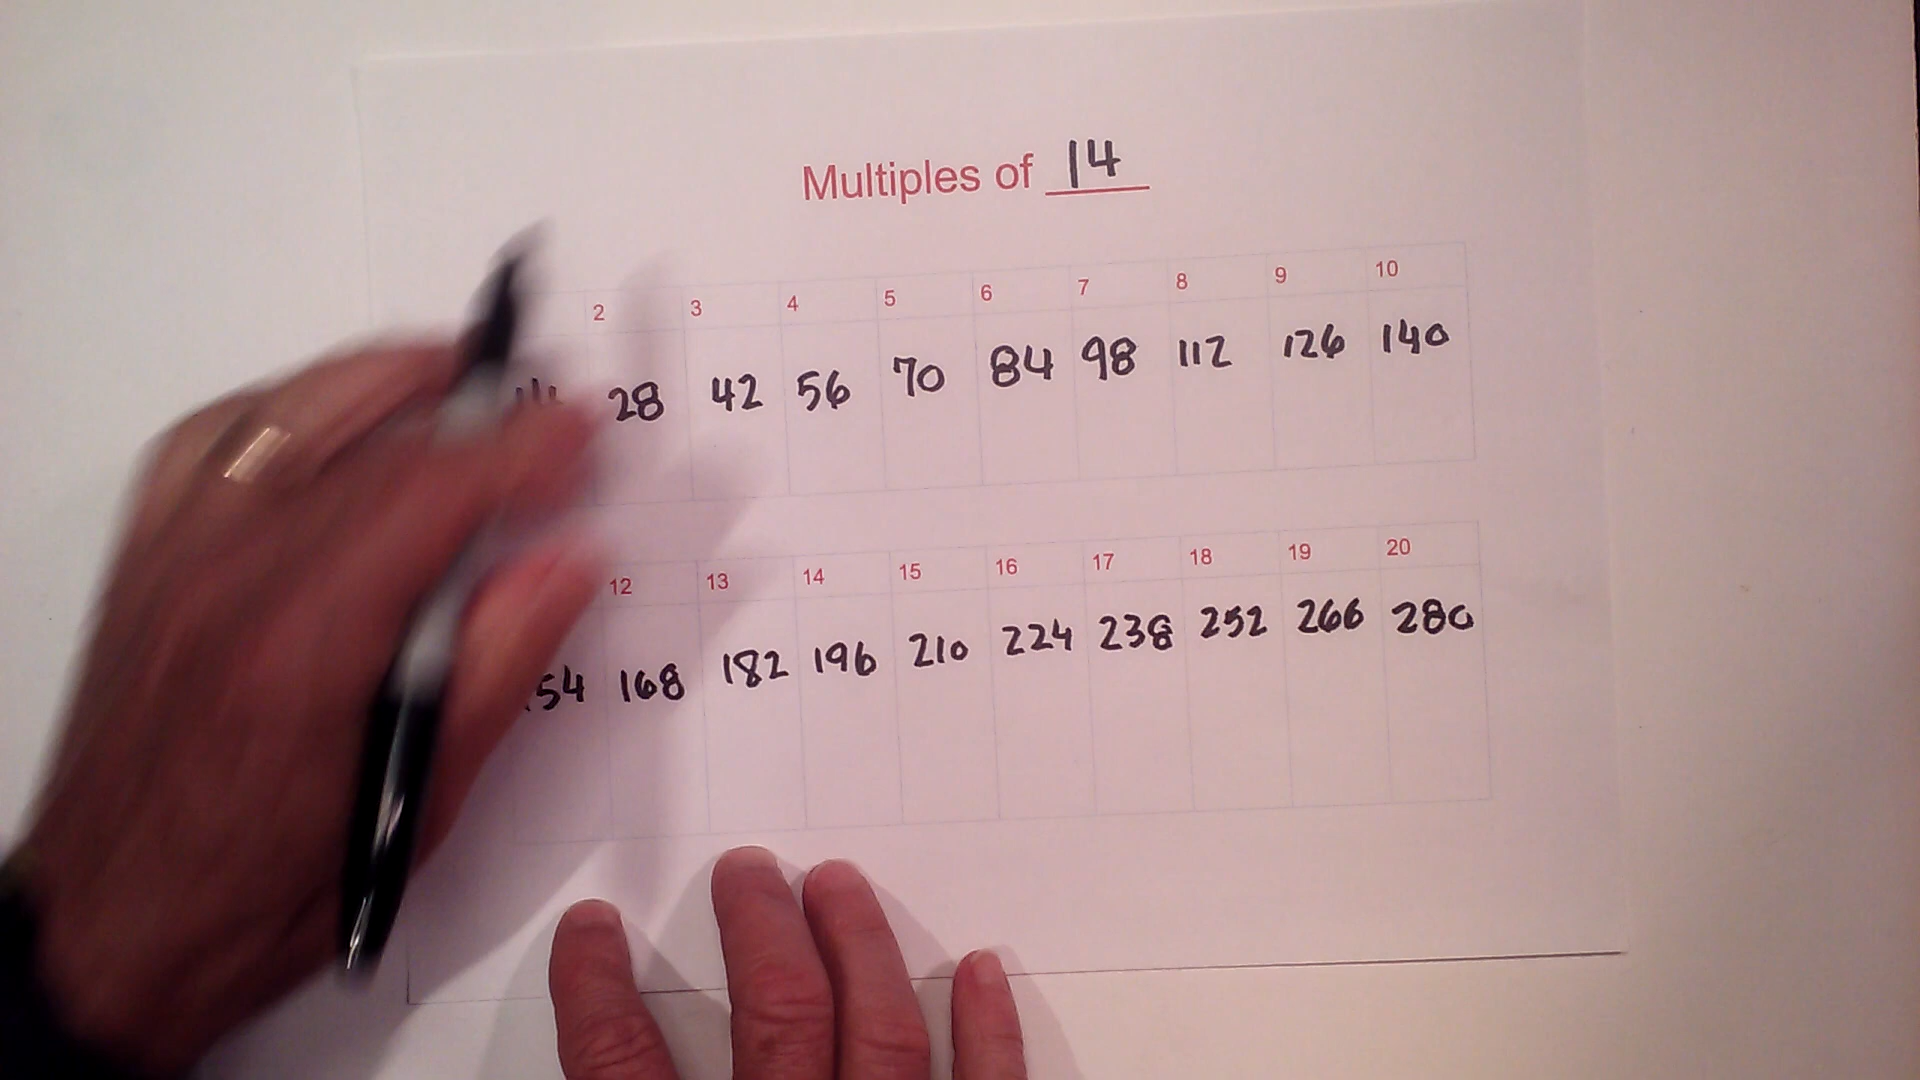 Multiples of 14
2 3 4 5 6 7 8 9 10
28 42 56 70 84 98 112 126 140
12 13 14 15 16 17 18 19 20
54 168 182 196 210 224 238 252 266 280